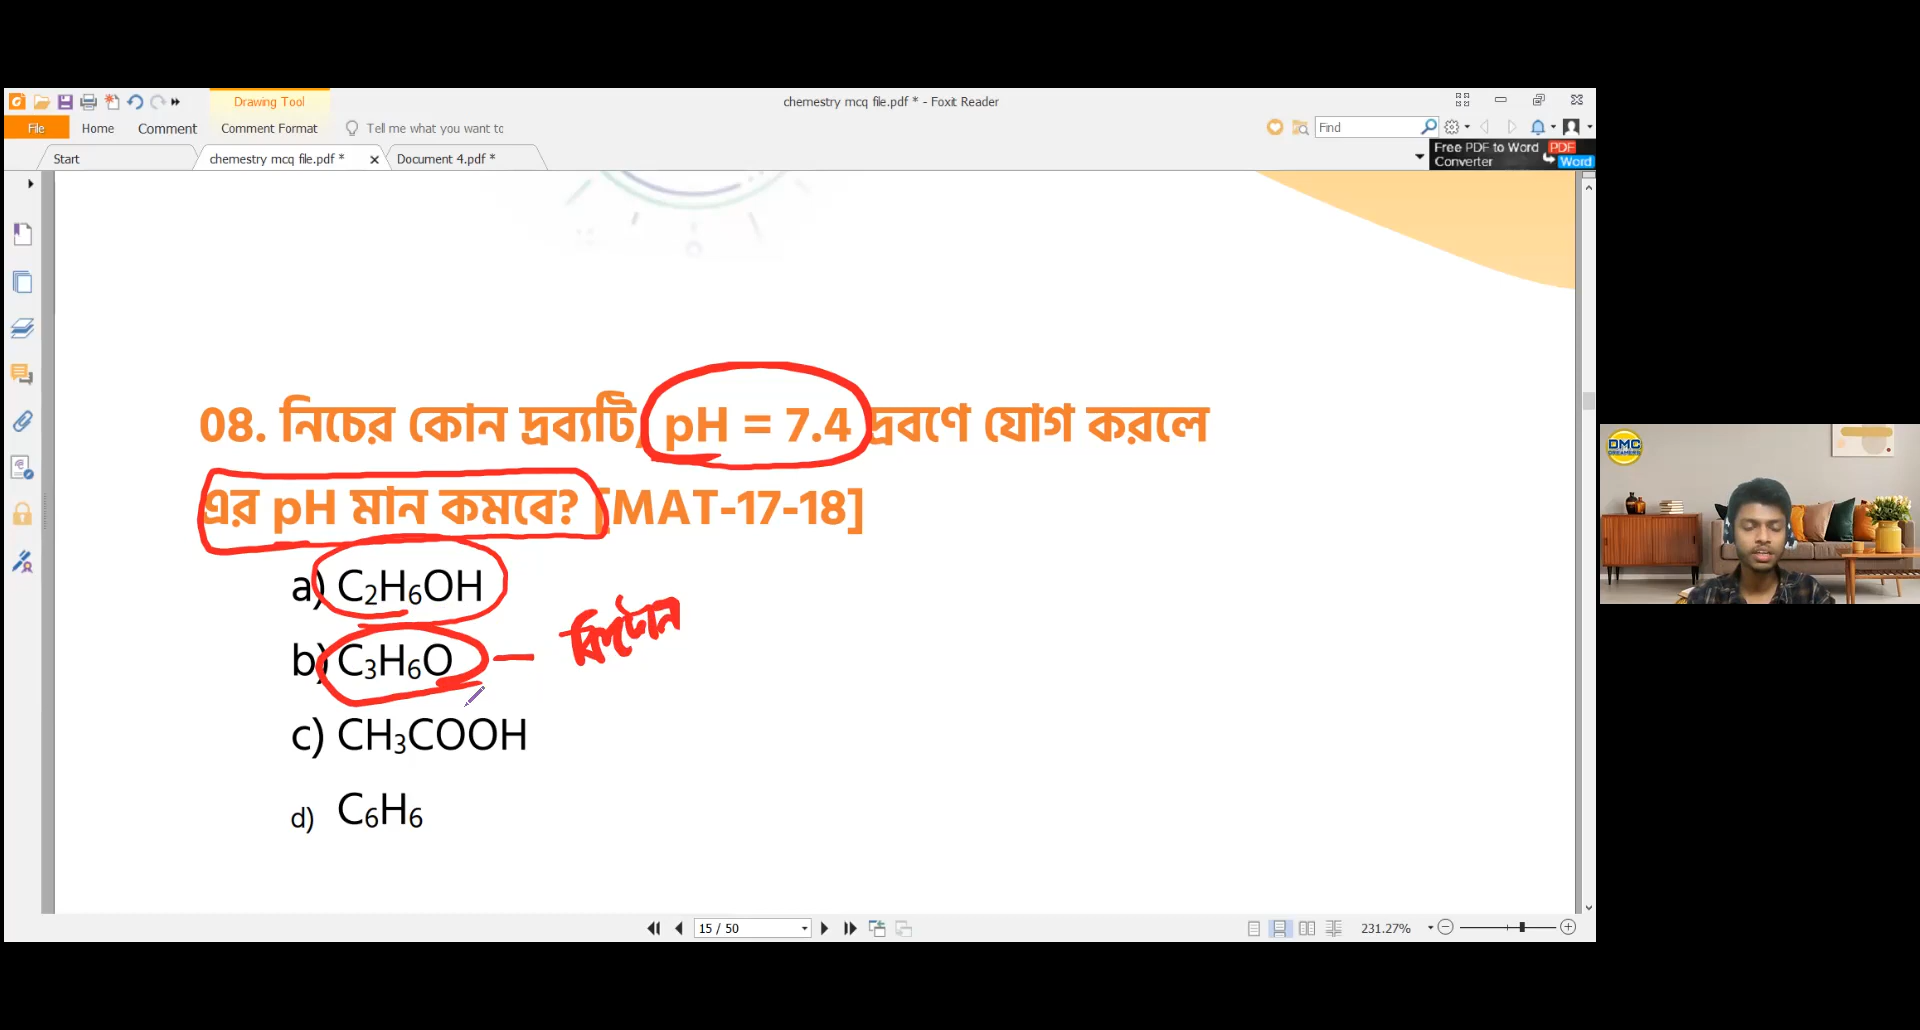 Drawing Tool
chemestry mcq file.pdf * - Foxit Reader
File Home Comment Comment Format Tell me what you want to
Find
Start
chemestry mcq file.pdf *
Document 4.pdf *
Free PDF to Word
Converter
PDF
Word
08. নিচের কোন দ্রব্যটি, pH = 7.4 দ্রবণে যোগ করলে
এর pH মান কমবে? [MAT-17-18]
a) C₂H₆OH
b) C₃H₆O – কিটোন
c) CH₃COOH
d) C₆H₆
DMC
DREAMERS
15 / 50
231.27%